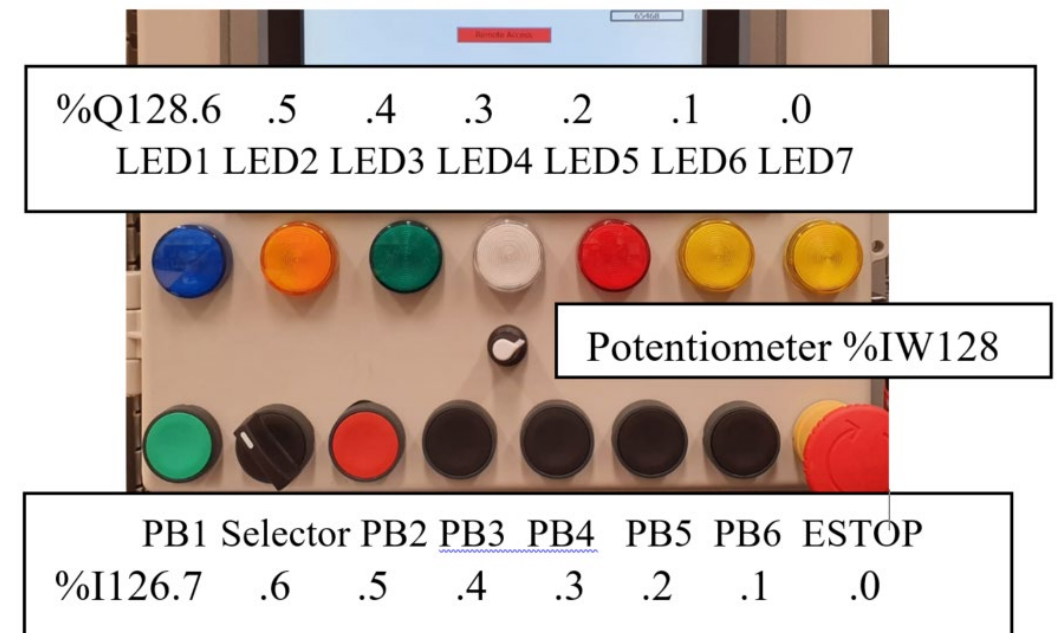 65468
Remote Access
%Q128.6 .5 .4 .3 .2 .1 .0
LED1 LED2 LED3 LED4 LED5 LED6 LED7
Potentiometer %IW128
PB1 Selector PB2 PB3 PB4 PB5 PB6 ESTOP
%I126.7 .6 .5 .4 .3 .2 .1 .0